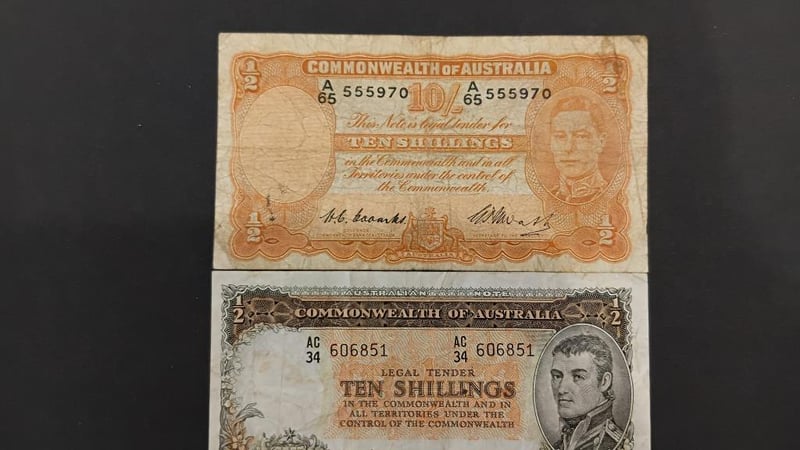 1/2
COMMONWEALTH OF AUSTRALIA
A 65 555970 A 65 555970
10/-
This Note is legal tender for
TEN SHILLINGS
in the Commonwealth and in all
Territories under the control of
the Commonwealth.
1/2 1/2
AUSTRALIA
AUSTRALIAN NOTE
1/2 COMMONWEALTH OF AUSTRALIA 1/2
AC 34 606851 AC 34 606851
LEGAL TENDER
TEN SHILLINGS
IN THE COMMONWEALTH AND IN
ALL TERRITORIES UNDER THE
CONTROL OF THE COMMONWEALTH